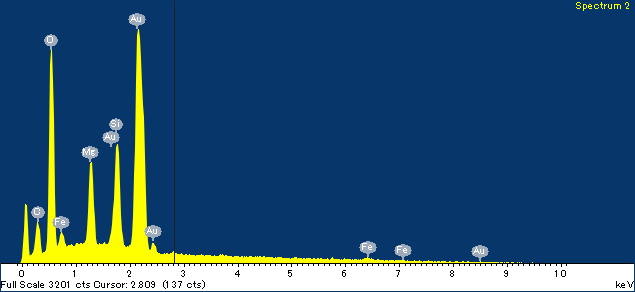 Spectrum 2
Au
O
Si
Au
Mg
C
Fe
Au
Fe
Fe
Au
0 1 2 3 4 5 6 7 8 9 10
Full Scale 3201 cts Cursor: 2.809 (137 cts) keV